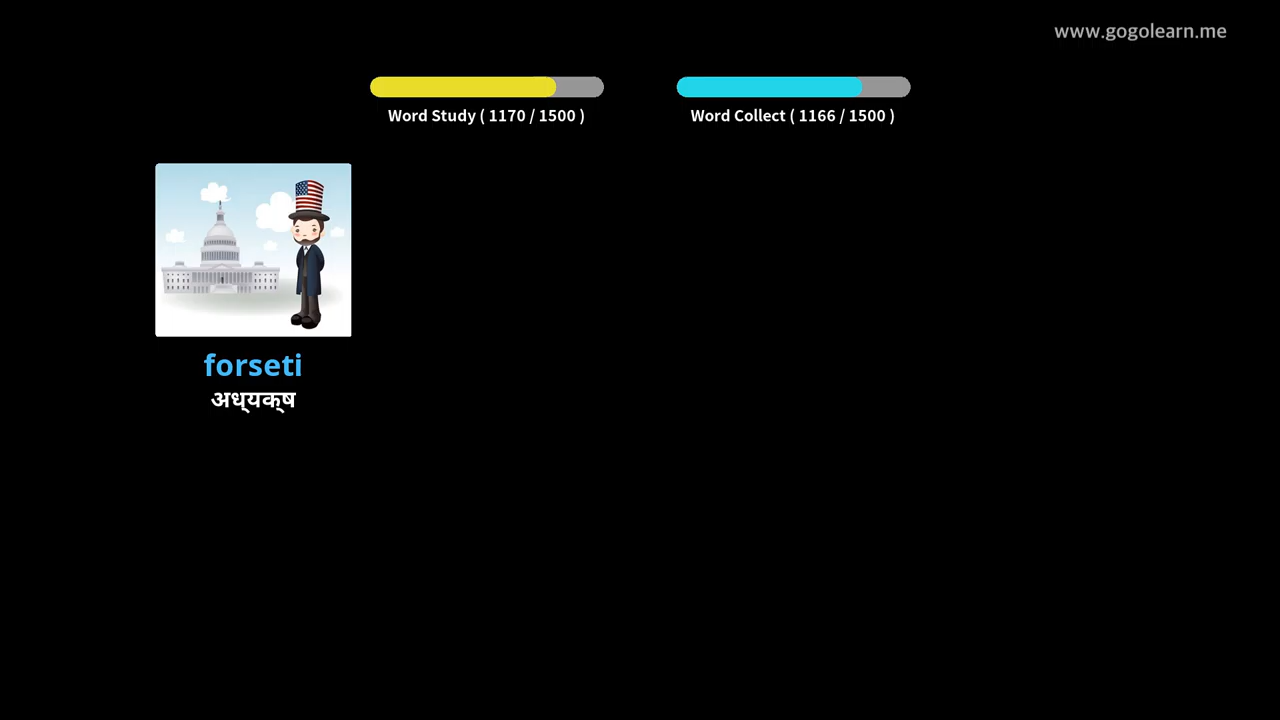 www.gogolearn.me
Word Study ( 1170 / 1500 )
Word Collect ( 1166 / 1500 )
forseti
अध्‌यक्‌ष